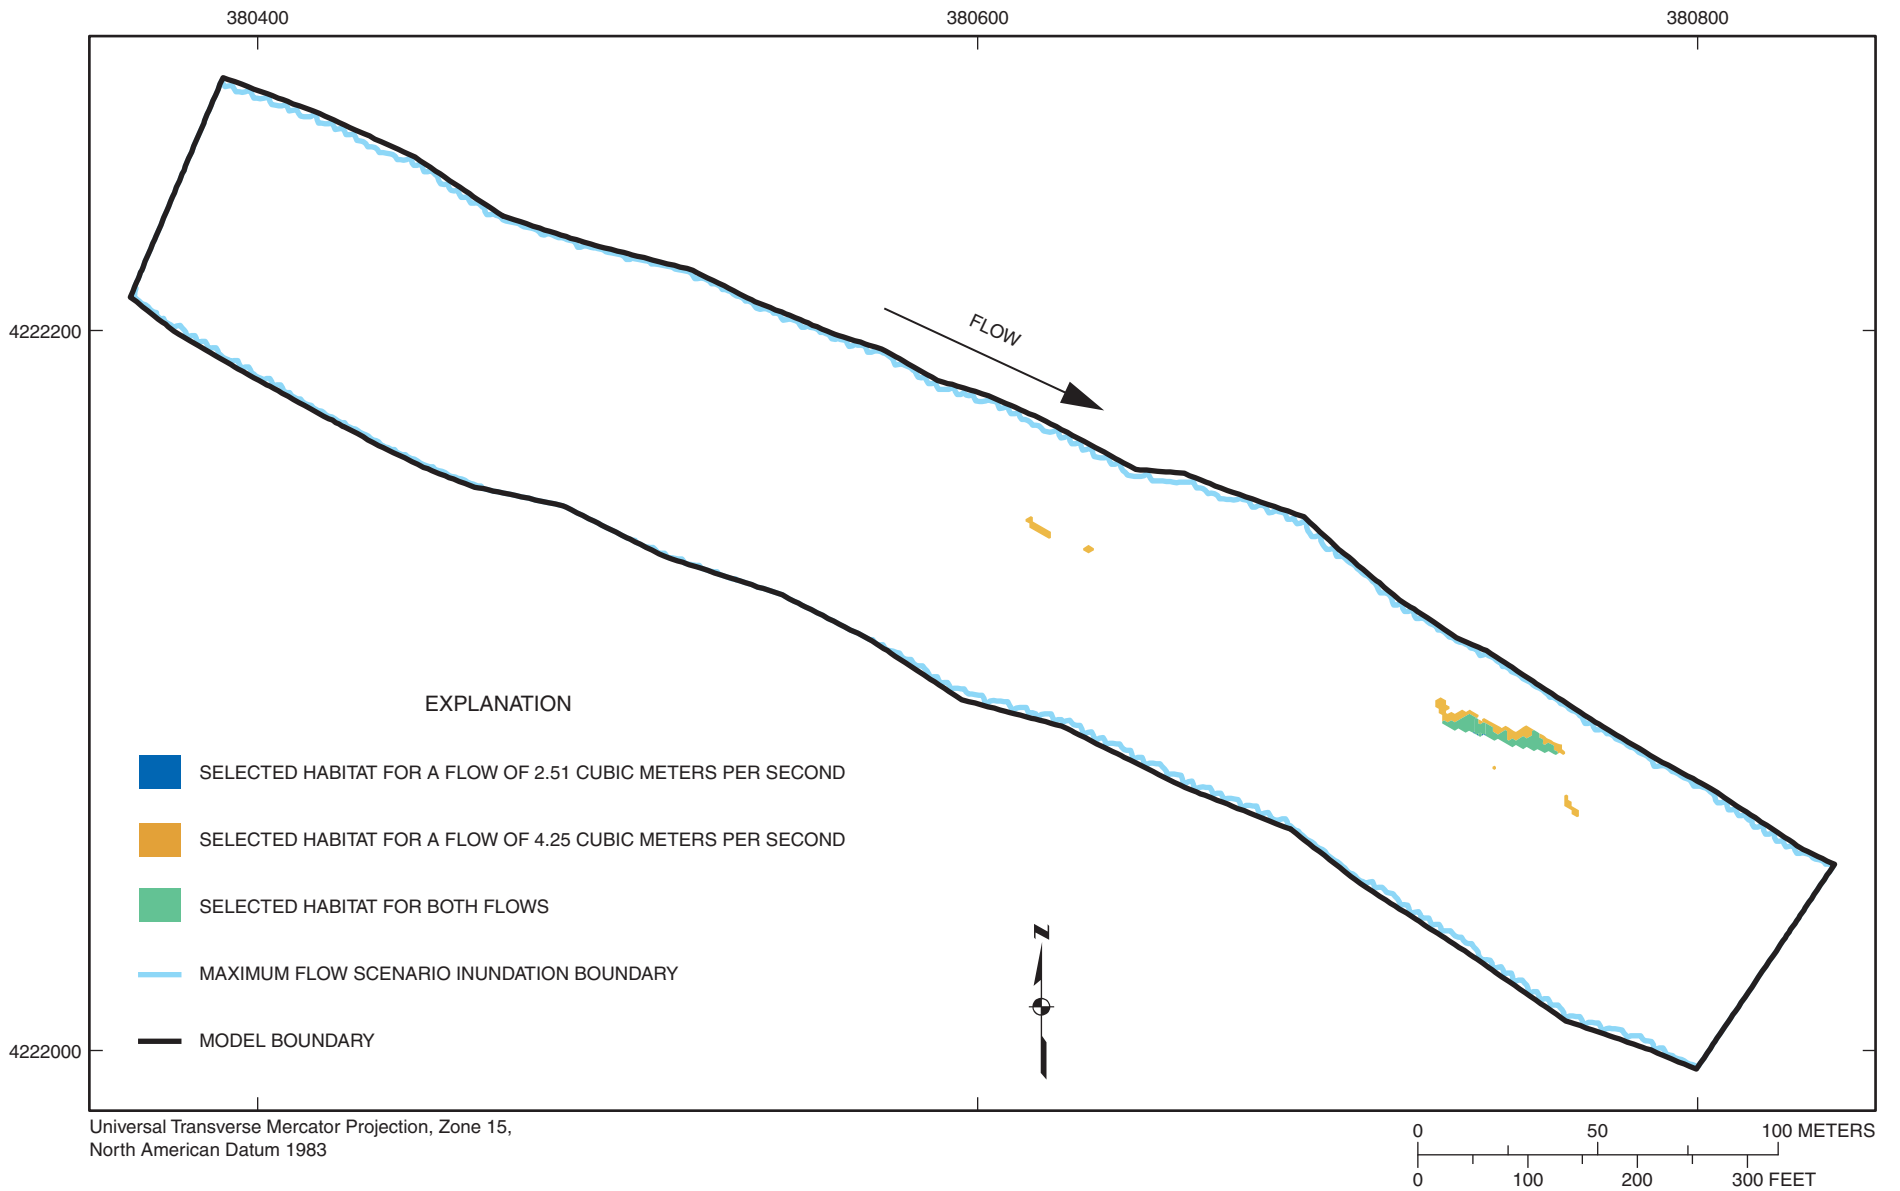 380400
380600
380800
4222200
FLOW
EXPLANATION
SELECTED HABITAT FOR A FLOW OF 2.51 CUBIC METERS PER SECOND
SELECTED HABITAT FOR A FLOW OF 4.25 CUBIC METERS PER SECOND
SELECTED HABITAT FOR BOTH FLOWS
MAXIMUM FLOW SCENARIO INUNDATION BOUNDARY
MODEL BOUNDARY
N
4222000
Universal Transverse Mercator Projection, Zone 15,
North American Datum 1983
0 50 100 METERS
0 100 200 300 FEET